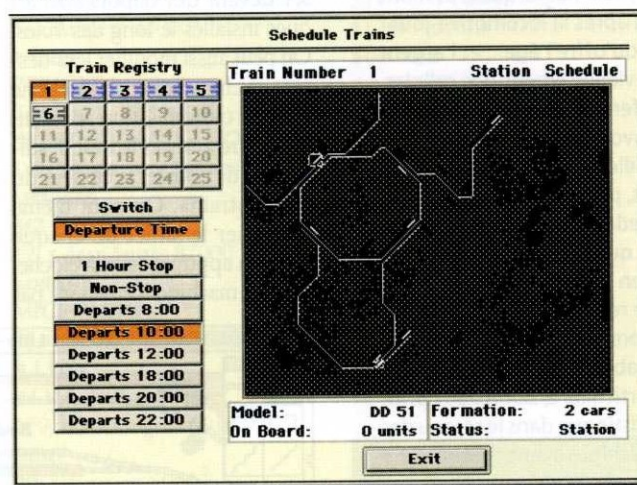 Schedule Trains
Train Registry
1 2 3 4 5
6 7 8 9 10
11 12 13 14 15
16 17 18 19 20
21 22 23 24 25
Switch
Departure Time
1 Hour Stop
Non-Stop
Departs 8:00
Departs 10:00
Departs 12:00
Departs 18:00
Departs 20:00
Departs 22:00
Train Number 1 Station Schedule
Model: DD 51 Formation: 2 cars
On Board: 0 units Status: Station
Exit